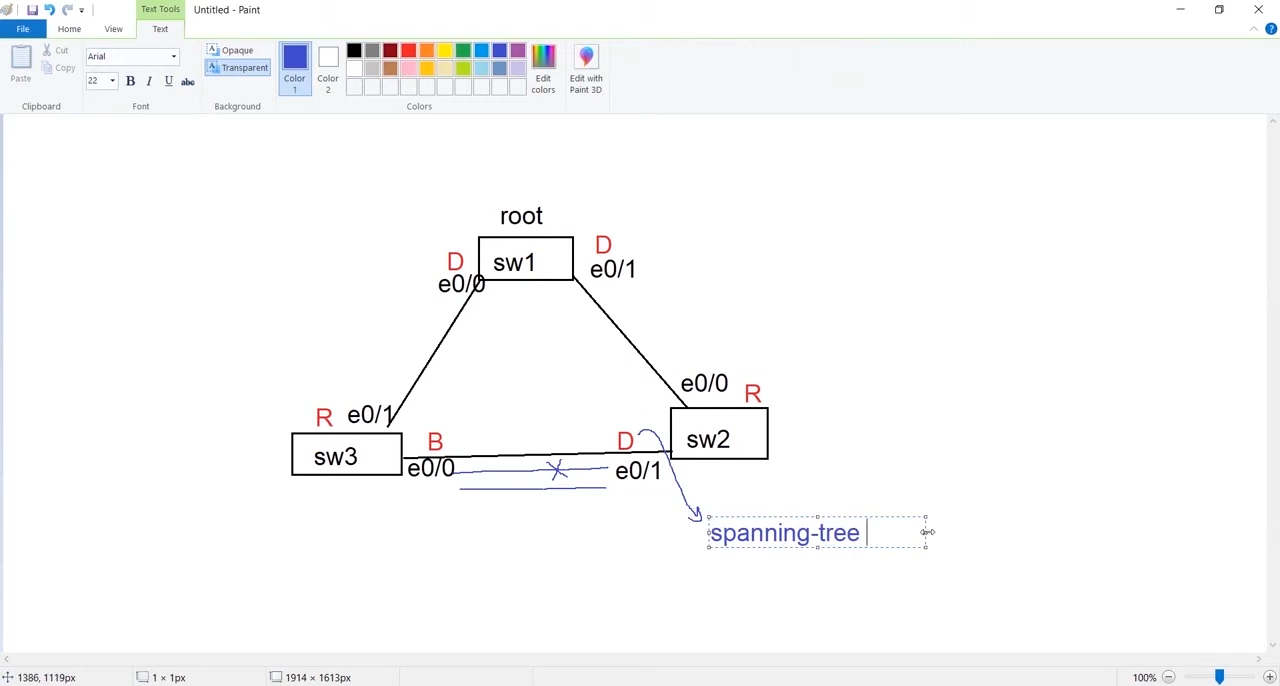 Text Tools
Untitled - Paint
File
Home
View
Text
Paste
Cut
Copy
Clipboard
Arial
22
B
I
U
abc
Font
Opaque
Transparent
Background
Color
1
Color
2
Edit
colors
Edit with
Paint 3D
Colors
root
D
sw1
D
e0/0
e0/1
e0/0
R
R
e0/1
sw3
B
e0/0
D
e0/1
sw2
spanning-tree
1386, 1119px
1 × 1px
1914 × 1613px
100%